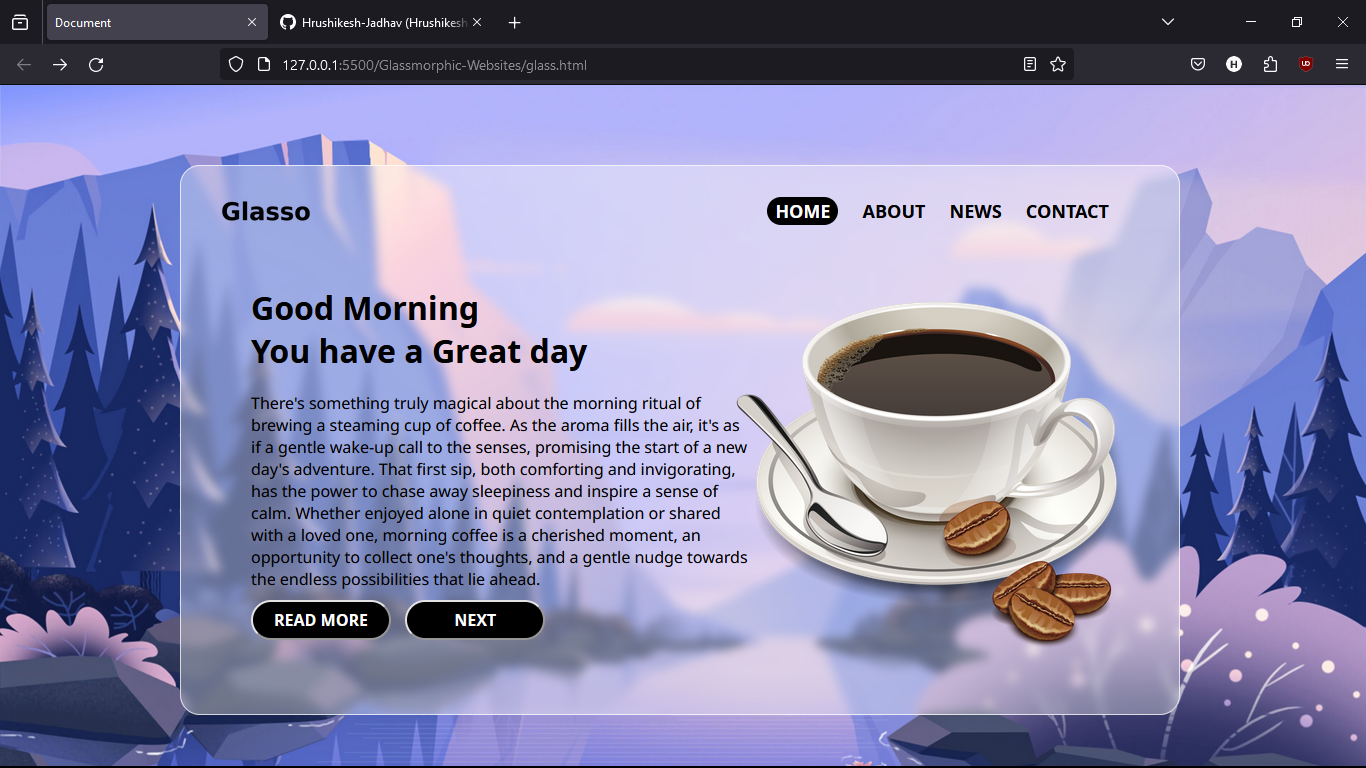 Document
Hrushikesh-Jadhav (Hrushikesh
127.0.0.1:5500/Glassmorphic-Websites/glass.html
H
UD
Glasso
HOME ABOUT NEWS CONTACT
Good Morning
You have a Great day
There's something truly magical about the morning ritual of
brewing a steaming cup of coffee. As the aroma fills the air, it's as
if a gentle wake-up call to the senses, promising the start of a new
day's adventure. That first sip, both comforting and invigorating,
has the power to chase away sleepiness and inspire a sense of
calm. Whether enjoyed alone in quiet contemplation or shared
with a loved one, morning coffee is a cherished moment, an
opportunity to collect one's thoughts, and a gentle nudge towards
the endless possibilities that lie ahead.
READ MORE NEXT